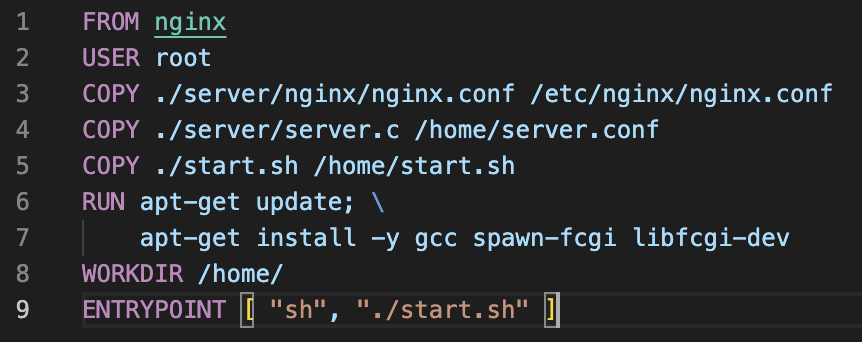 1 FROM nginx
2 USER root
3 COPY ./server/nginx/nginx.conf /etc/nginx/nginx.conf
4 COPY ./server/server.c /home/server.conf
5 COPY ./start.sh /home/start.sh
6 RUN apt-get update; \
7     apt-get install -y gcc spawn-fcgi libfcgi-dev
8 WORKDIR /home/
9 ENTRYPOINT [ "sh", "./start.sh" ]